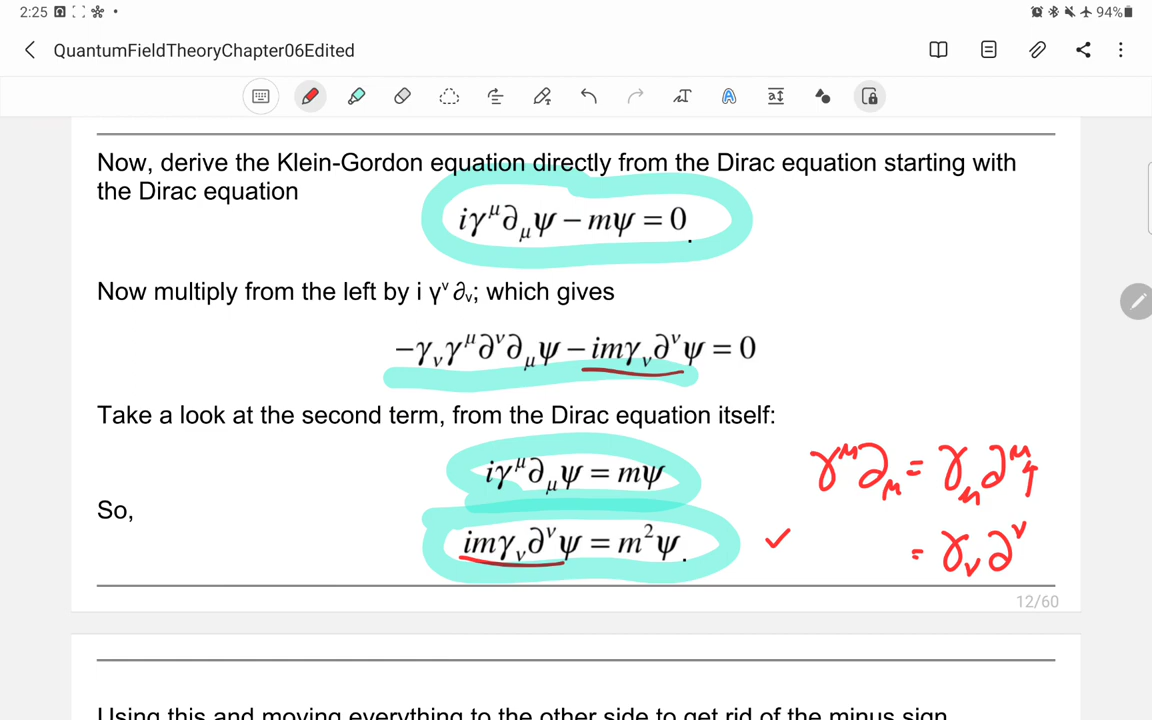 2:25 94%
QuantumFieldTheoryChapter06Edited
Now, derive the Klein-Gordon equation directly from the Dirac equation starting with
the Dirac equation
iγ^μ∂_μψ − mψ = 0.
Now multiply from the left by i γ^ν ∂_ν; which gives
−γ_νγ^μ∂^ν∂_μψ − imγ_ν∂^νψ = 0
Take a look at the second term, from the Dirac equation itself:
iγ^μ∂_μψ = mψ
γ^μ∂_μ = γ_μ∂^μ
So,
imγ_ν∂^νψ = m²ψ.
= γ_ν∂^ν
12/60
Using this and moving everything to the other side to get rid of the minus sign